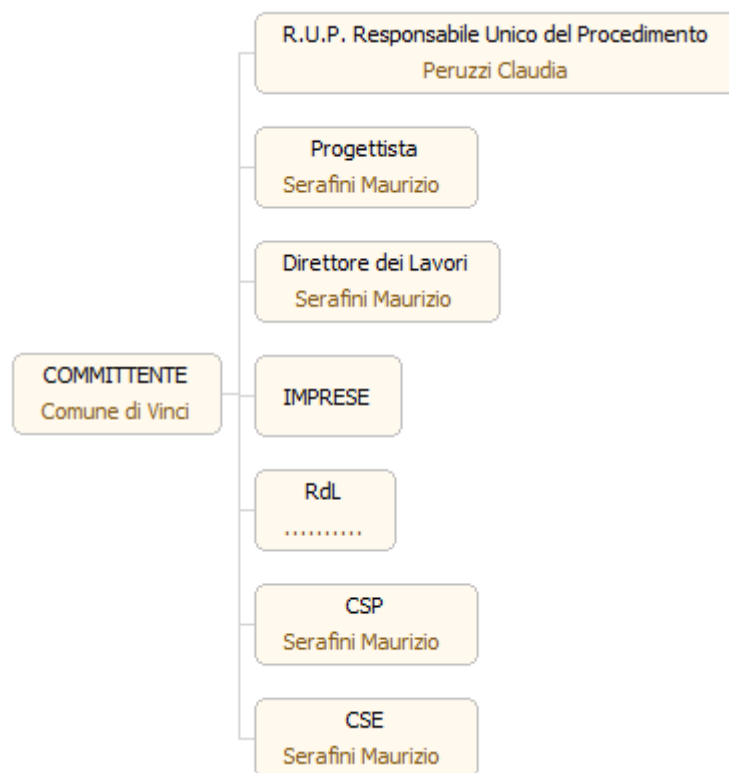 R.U.P. Responsabile Unico del Procedimento
Peruzzi Claudia
Progettista
Serafini Maurizio
Direttore dei Lavori
Serafini Maurizio
COMMITTENTE
Comune di Vinci
IMPRESE
RdL
..........
CSP
Serafini Maurizio
CSE
Serafini Maurizio